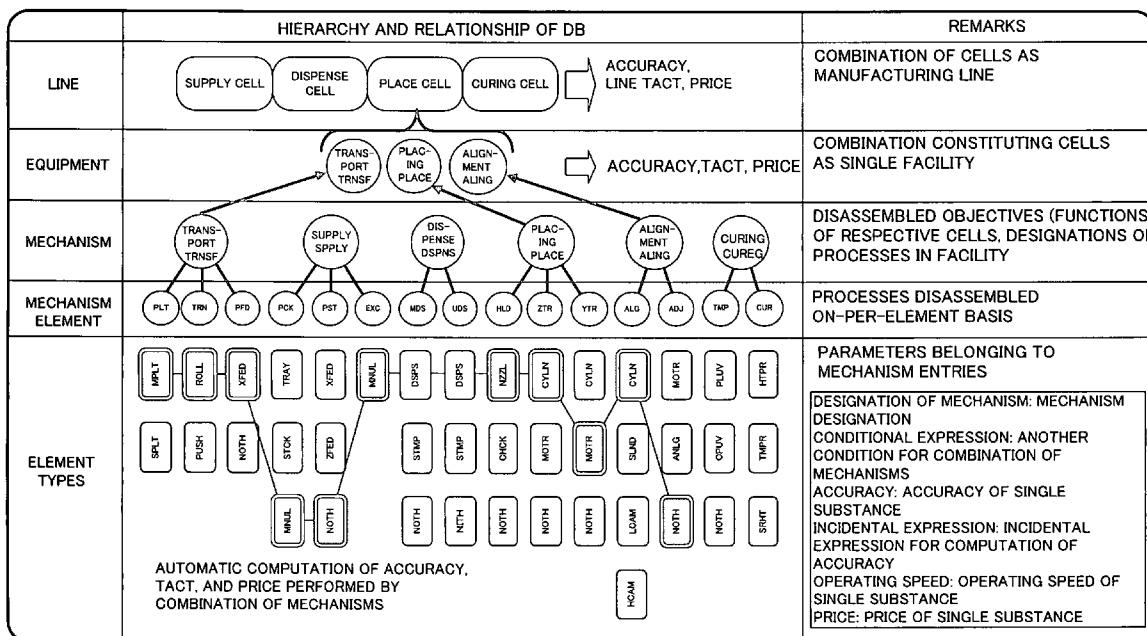 HIERARCHY AND RELATIONSHIP OF DB
REMARKS
LINE
SUPPLY CELL
DISPENSE
CELL
PLACE CELL
CURING CELL
ACCURACY,
LINE TACT, PRICE
COMBINATION OF CELLS AS
MANUFACTURING LINE
EQUIPMENT
TRANS-
PORT
TRNSF
PLAC-
ING
PLACE
ALIGN-
MENT
ALING
ACCURACY,TACT, PRICE
COMBINATION CONSTITUTING CELLS
AS SINGLE FACILITY
MECHANISM
TRANS-
PORT
TRNSF
SUPPLY
SPPLY
DIS-
PENSE
DSPNS
PLAC-
ING
PLACE
ALIGN-
MENT
ALING
CURING
CUREG
DISASSEMBLED OBJECTIVES (FUNCTIONS
OF RESPECTIVE CELLS, DESIGNATIONS OF
PROCESSES IN FACILITY
MECHANISM
ELEMENT
PLT TRN PFD PCK PST EXC MDS UDS HLD ZTR YTR ALG ADJ TMP CUR
PROCESSES DISASSEMBLED
ON-PER-ELEMENT BASIS
ELEMENT
TYPES
MPLT ROLL XFED TRAY XFED MNUL DSPS DSPS NZZL CYLN CYLN CYLN MOTR PLUV HTPR
SPLT PUSH NOTH STCK ZFED STMP STMP CHCK MOTR MOTR SLND ANLG CPUV TMPR
MNUL NOTH NOTH NITH NOTH NOTH NOTH LCAM NOTH NOTH SRHT
HCAM
AUTOMATIC COMPUTATION OF ACCURACY,
TACT, AND PRICE PERFORMED BY
COMBINATION OF MECHANISMS
PARAMETERS BELONGING TO
MECHANISM ENTRIES
DESIGNATION OF MECHANISM: MECHANISM
DESIGNATION
CONDITIONAL EXPRESSION: ANOTHER
CONDITION FOR COMBINATION OF
MECHANISMS
ACCURACY: ACCURACY OF SINGLE
SUBSTANCE
INCIDENTAL EXPRESSION: INCIDENTAL
EXPRESSION FOR COMPUTATION OF
ACCURACY
OPERATING SPEED: OPERATING SPEED OF
SINGLE SUBSTANCE
PRICE: PRICE OF SINGLE SUBSTANCE